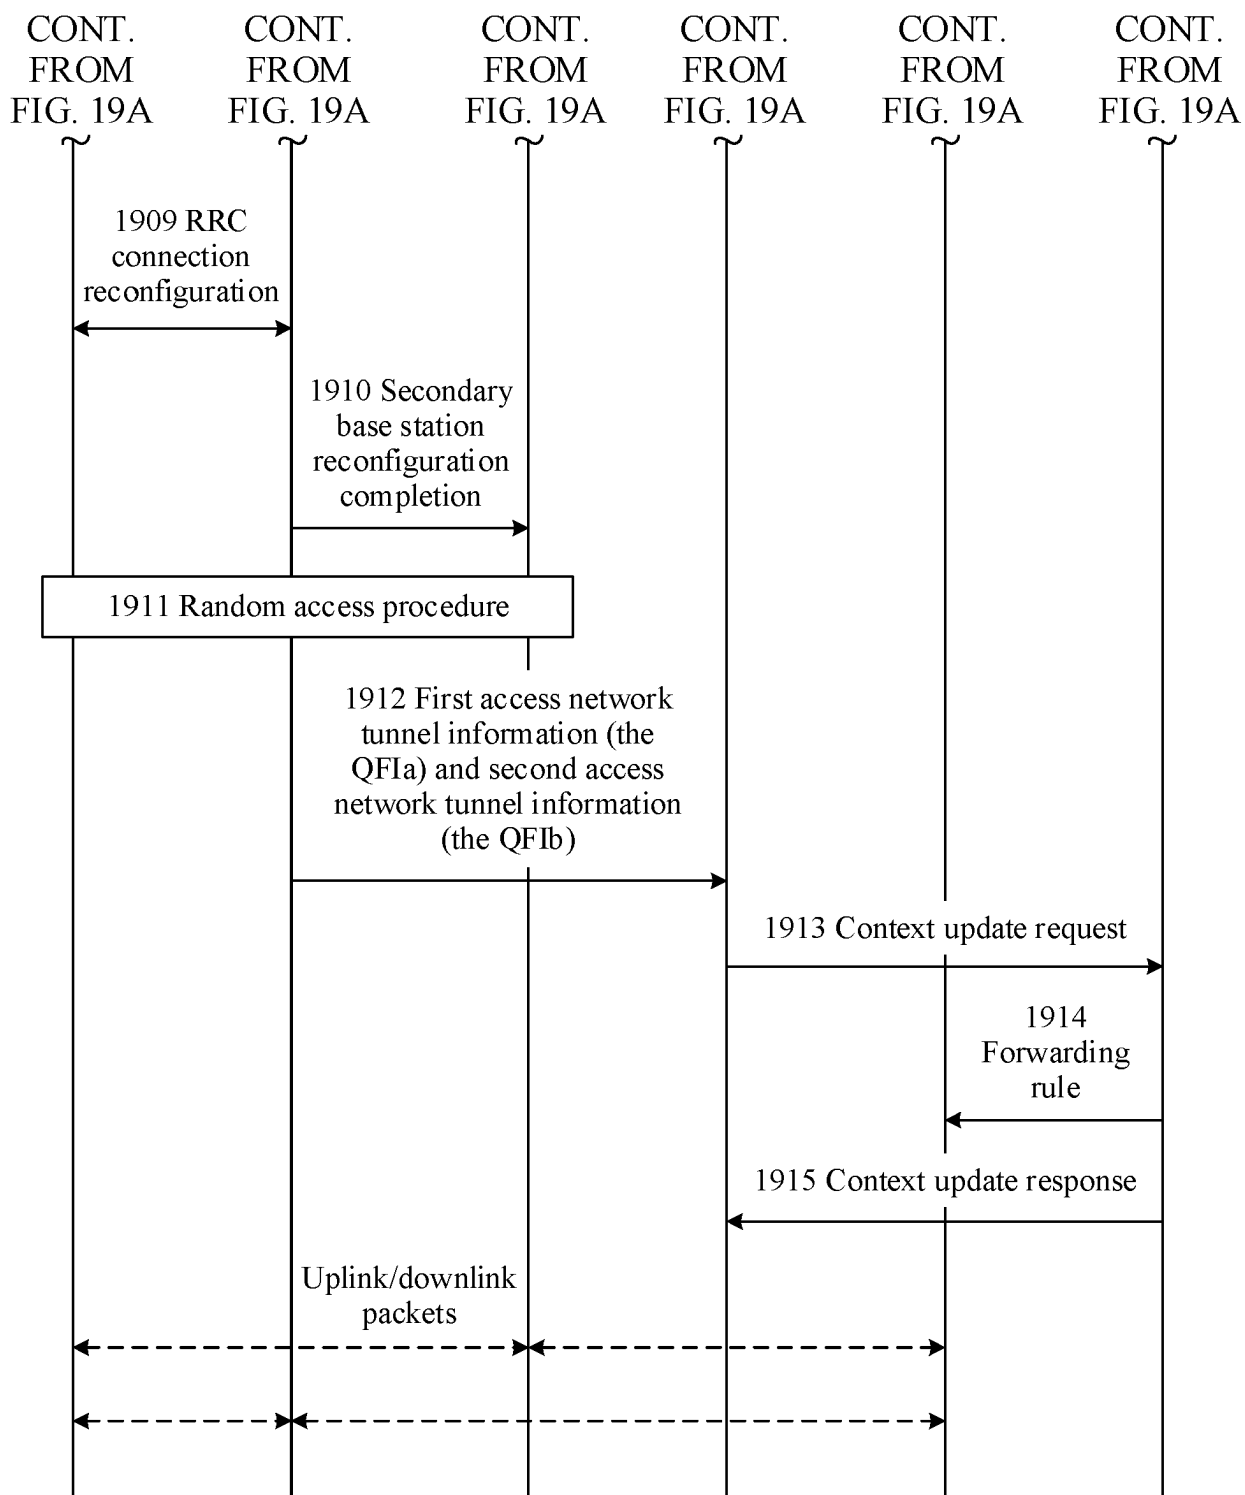 CONT. FROM FIG. 19A
CONT. FROM FIG. 19A
CONT. FROM FIG. 19A
CONT. FROM FIG. 19A
CONT. FROM FIG. 19A
CONT. FROM FIG. 19A
1909 RRC
connection
reconfiguration
1910 Secondary
base station
reconfiguration
completion
1911 Random access procedure
1912 First access network
tunnel information (the
QFIa) and second access
network tunnel information
(the QFIb)
1913 Context update request
1914
Forwarding
rule
1915 Context update response
Uplink/downlink
packets